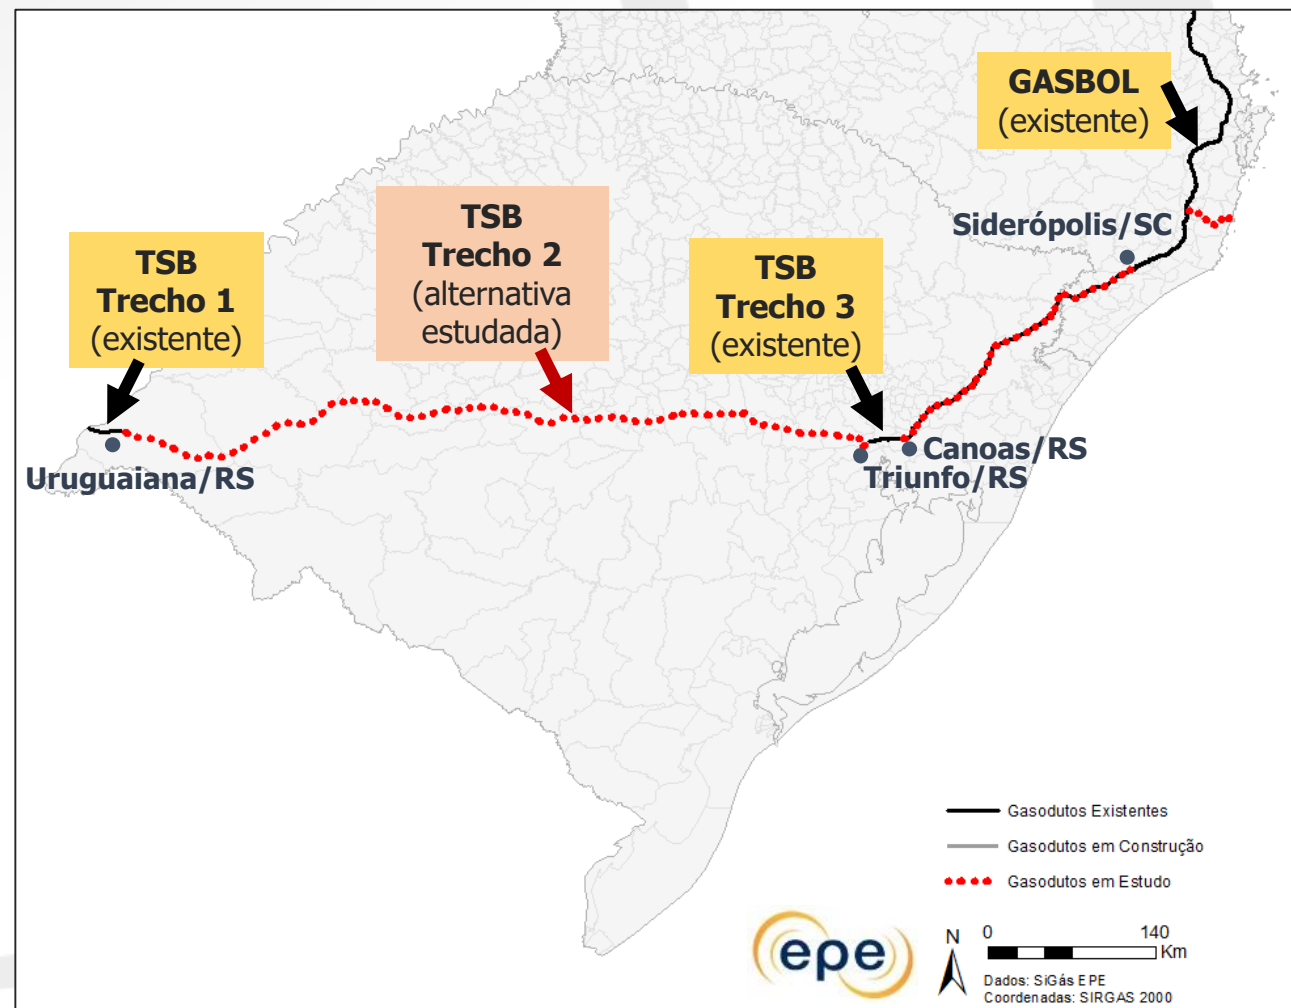 GASBOL
(existente)
Siderópolis/SC
TSB
Trecho 2
(alternativa
estudada)
TSB
Trecho 1
(existente)
TSB
Trecho 3
(existente)
Uruguaiana/RS
Canoas/RS
Triunfo/RS
Gasodutos Existentes
Gasodutos em Construção
Gasodutos em Estudo
epe
N
0 140
Km
Dados: SiGás EPE
Coordenadas: SIRGAS 2000